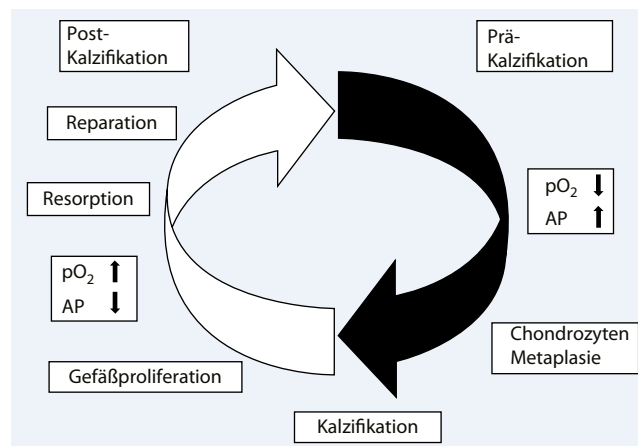 Post-
Kalzifikation
Prä-
Kalzifikation
Reparation
Resorption
pO₂ ⬇
AP ⬆
pO₂ ⬆
AP ⬇
Chondrozyten
Metaplasie
Gefäßproliferation
Kalzifikation